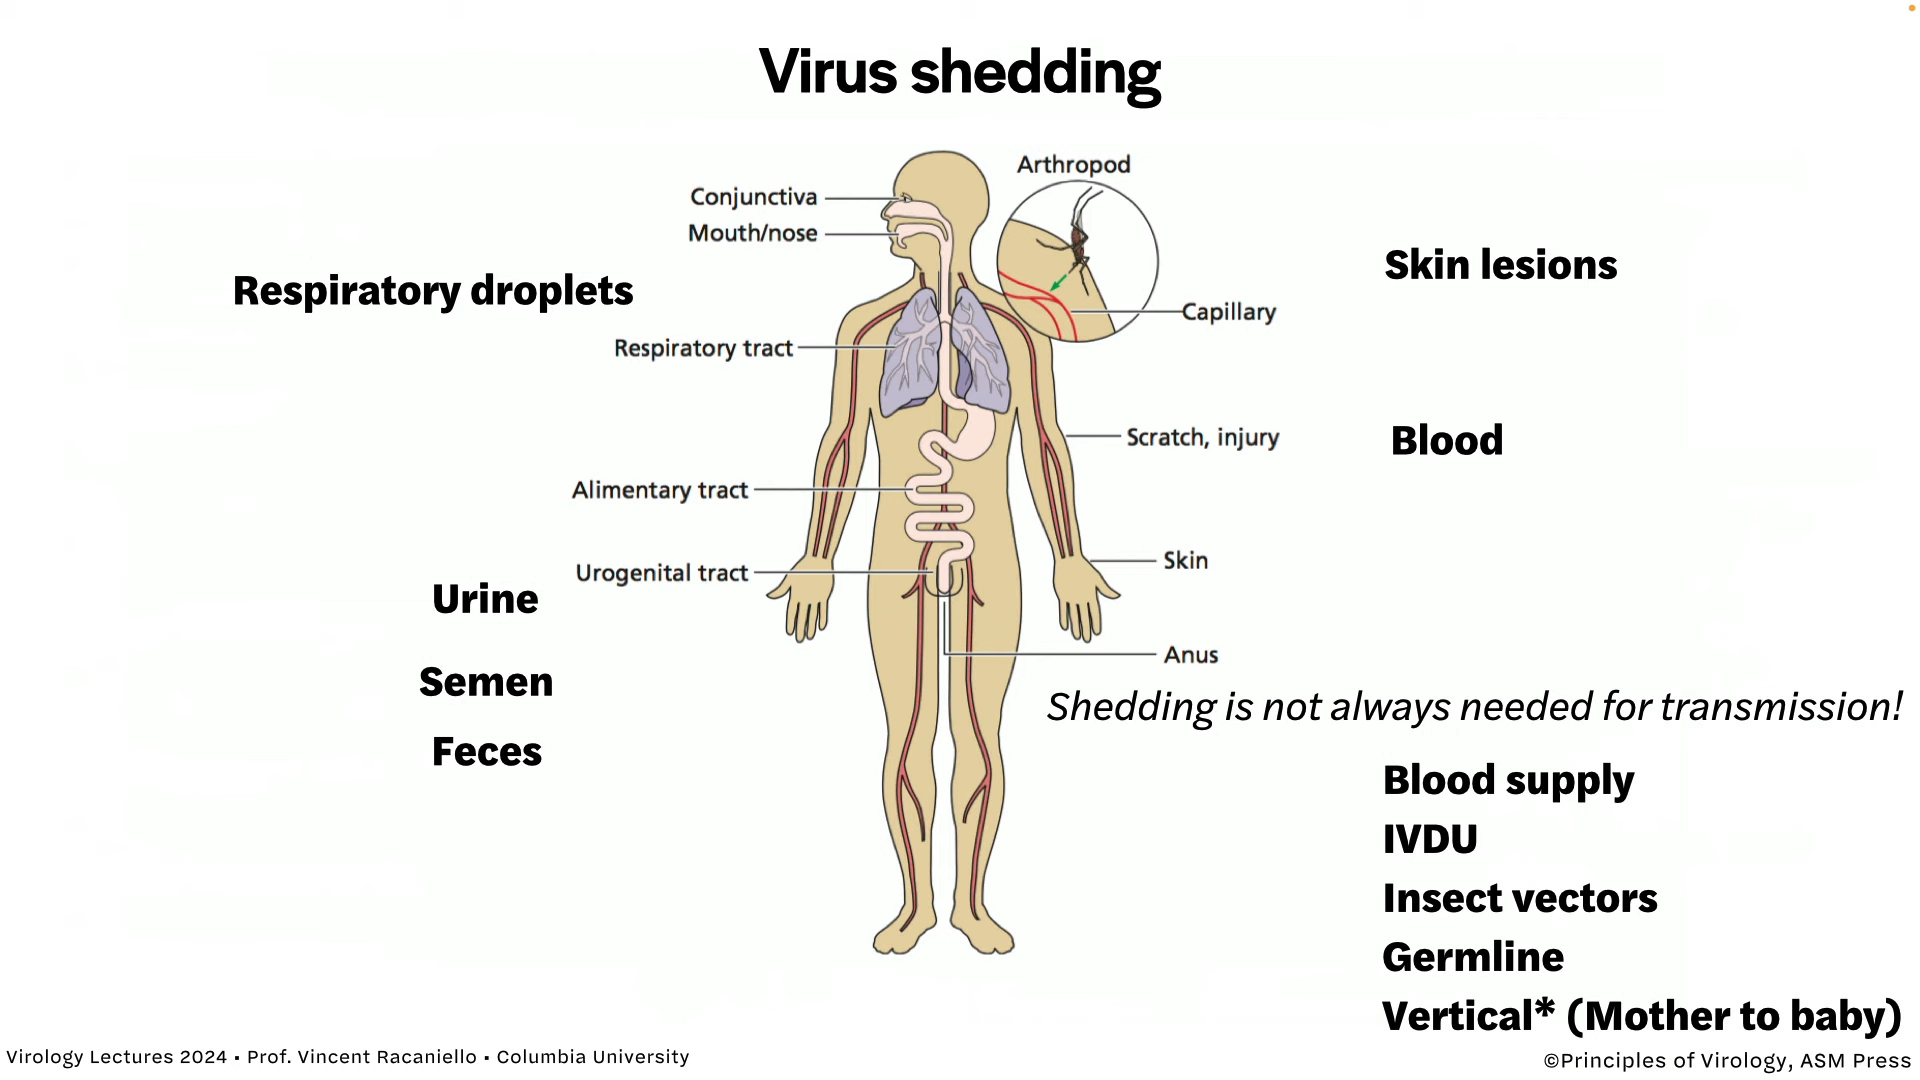 Virus shedding
Arthropod
Conjunctiva
Mouth/nose
Skin lesions
Respiratory droplets
Capillary
Respiratory tract
Scratch, injury
Blood
Alimentary tract
Skin
Urogenital tract
Urine
Anus
Semen
Shedding is not always needed for transmission!
Feces
Blood supply
IVDU
Insect vectors
Germline
Vertical* (Mother to baby)
Virology Lectures 2024 • Prof. Vincent Racaniello • Columbia University
©Principles of Virology, ASM Press